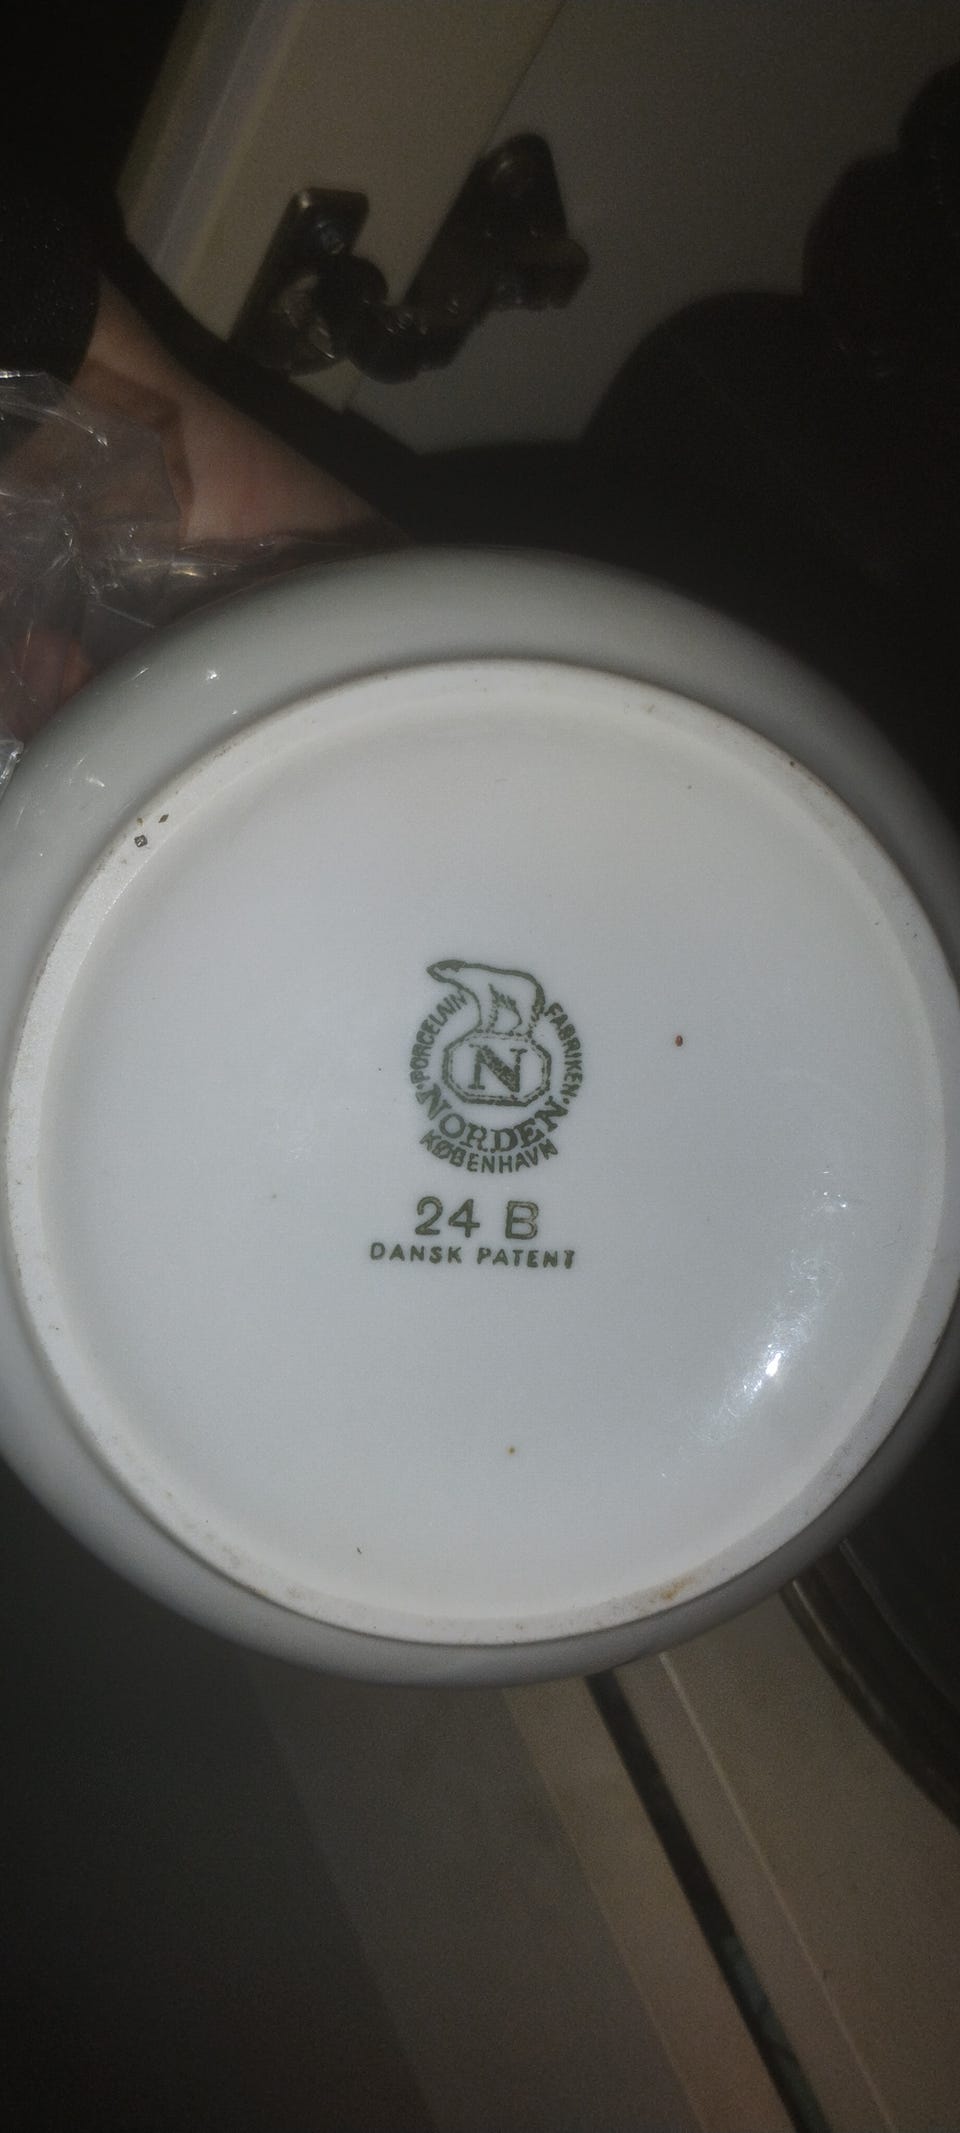 PORCELAIN FABRIKEN
N
NORDEN
KØBENHAVN
24 B
DANSK PATENT